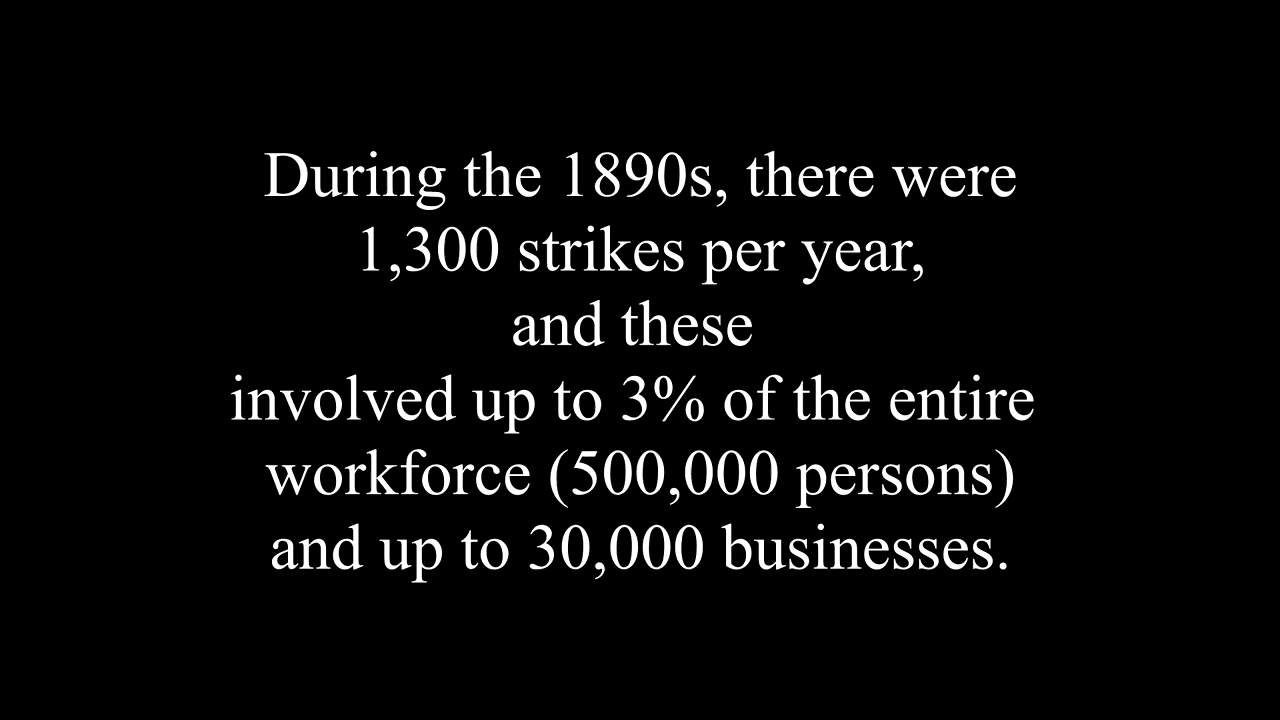 During the 1890s, there were
1,300 strikes per year,
and these
involved up to 3% of the entire
workforce (500,000 persons)
and up to 30,000 businesses.